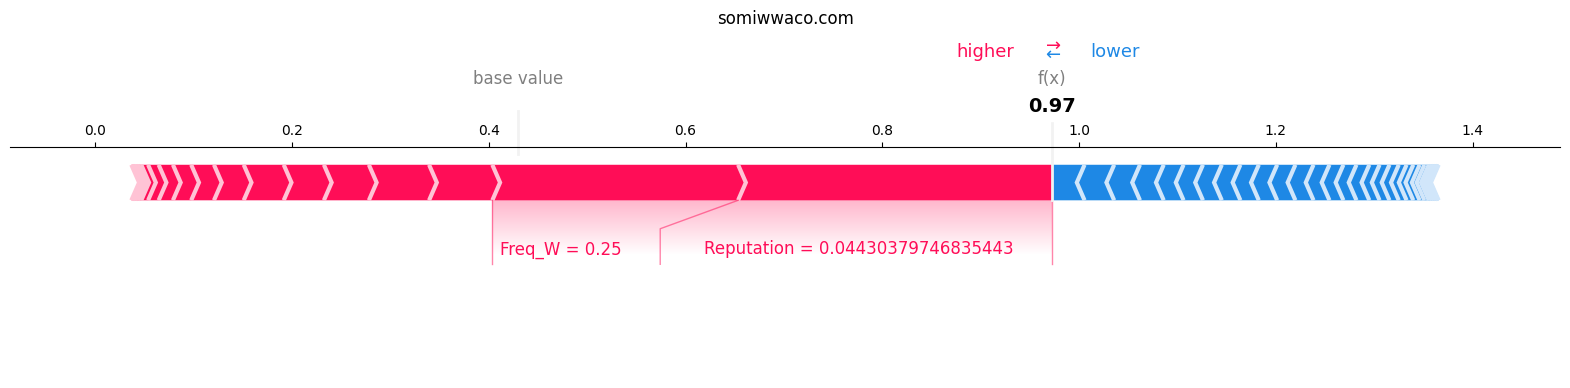 somiwwaco.com
higher → ← lower
base value f(x)
0.97
0.0 0.2 0.4 0.6 0.8 1.0 1.2 1.4
Freq_W = 0.25 Reputation = 0.04430379746835443